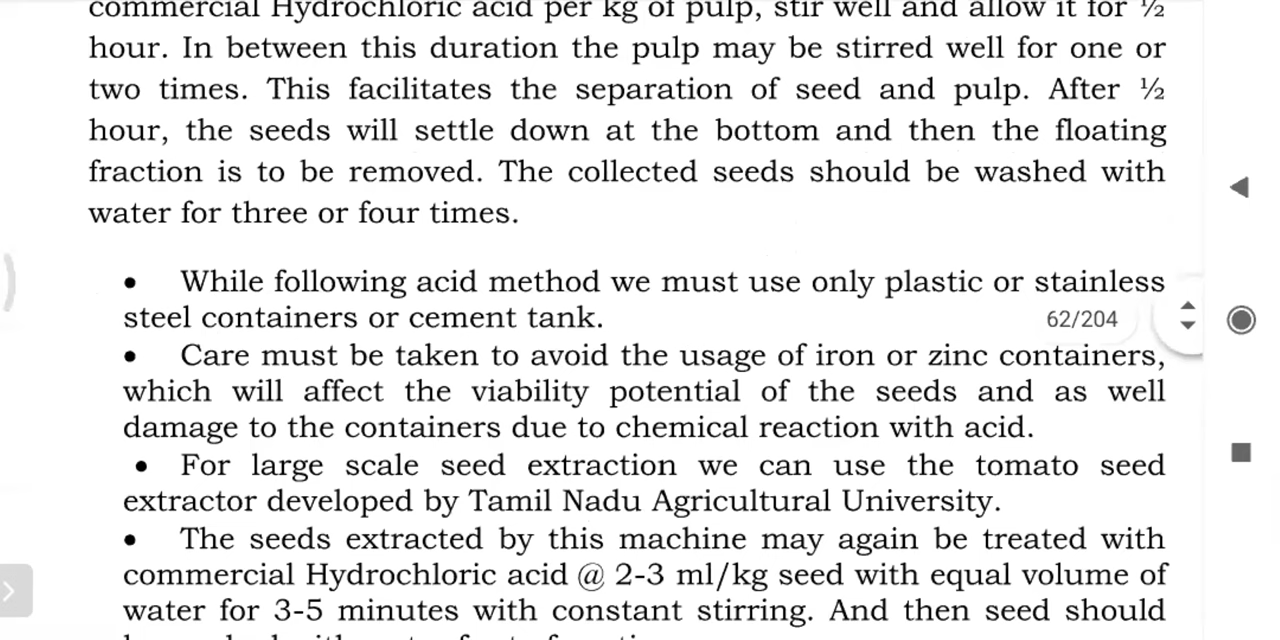 commercial Hydrochloric acid per kg of pulp, stir well and allow it for ½
hour. In between this duration the pulp may be stirred well for one or
two times. This facilitates the separation of seed and pulp. After ½
hour, the seeds will settle down at the bottom and then the floating
fraction is to be removed. The collected seeds should be washed with
water for three or four times.
• While following acid method we must use only plastic or stainless
steel containers or cement tank.
62/204
• Care must be taken to avoid the usage of iron or zinc containers,
which will affect the viability potential of the seeds and as well
damage to the containers due to chemical reaction with acid.
• For large scale seed extraction we can use the tomato seed
extractor developed by Tamil Nadu Agricultural University.
• The seeds extracted by this machine may again be treated with
commercial Hydrochloric acid @ 2-3 ml/kg seed with equal volume of
water for 3-5 minutes with constant stirring. And then seed should